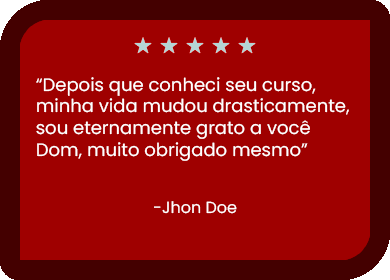 “Depois que conheci seu curso,
minha vida mudou drasticamente,
sou eternamente grato a você
Dom, muito obrigado mesmo”
-Jhon Doe